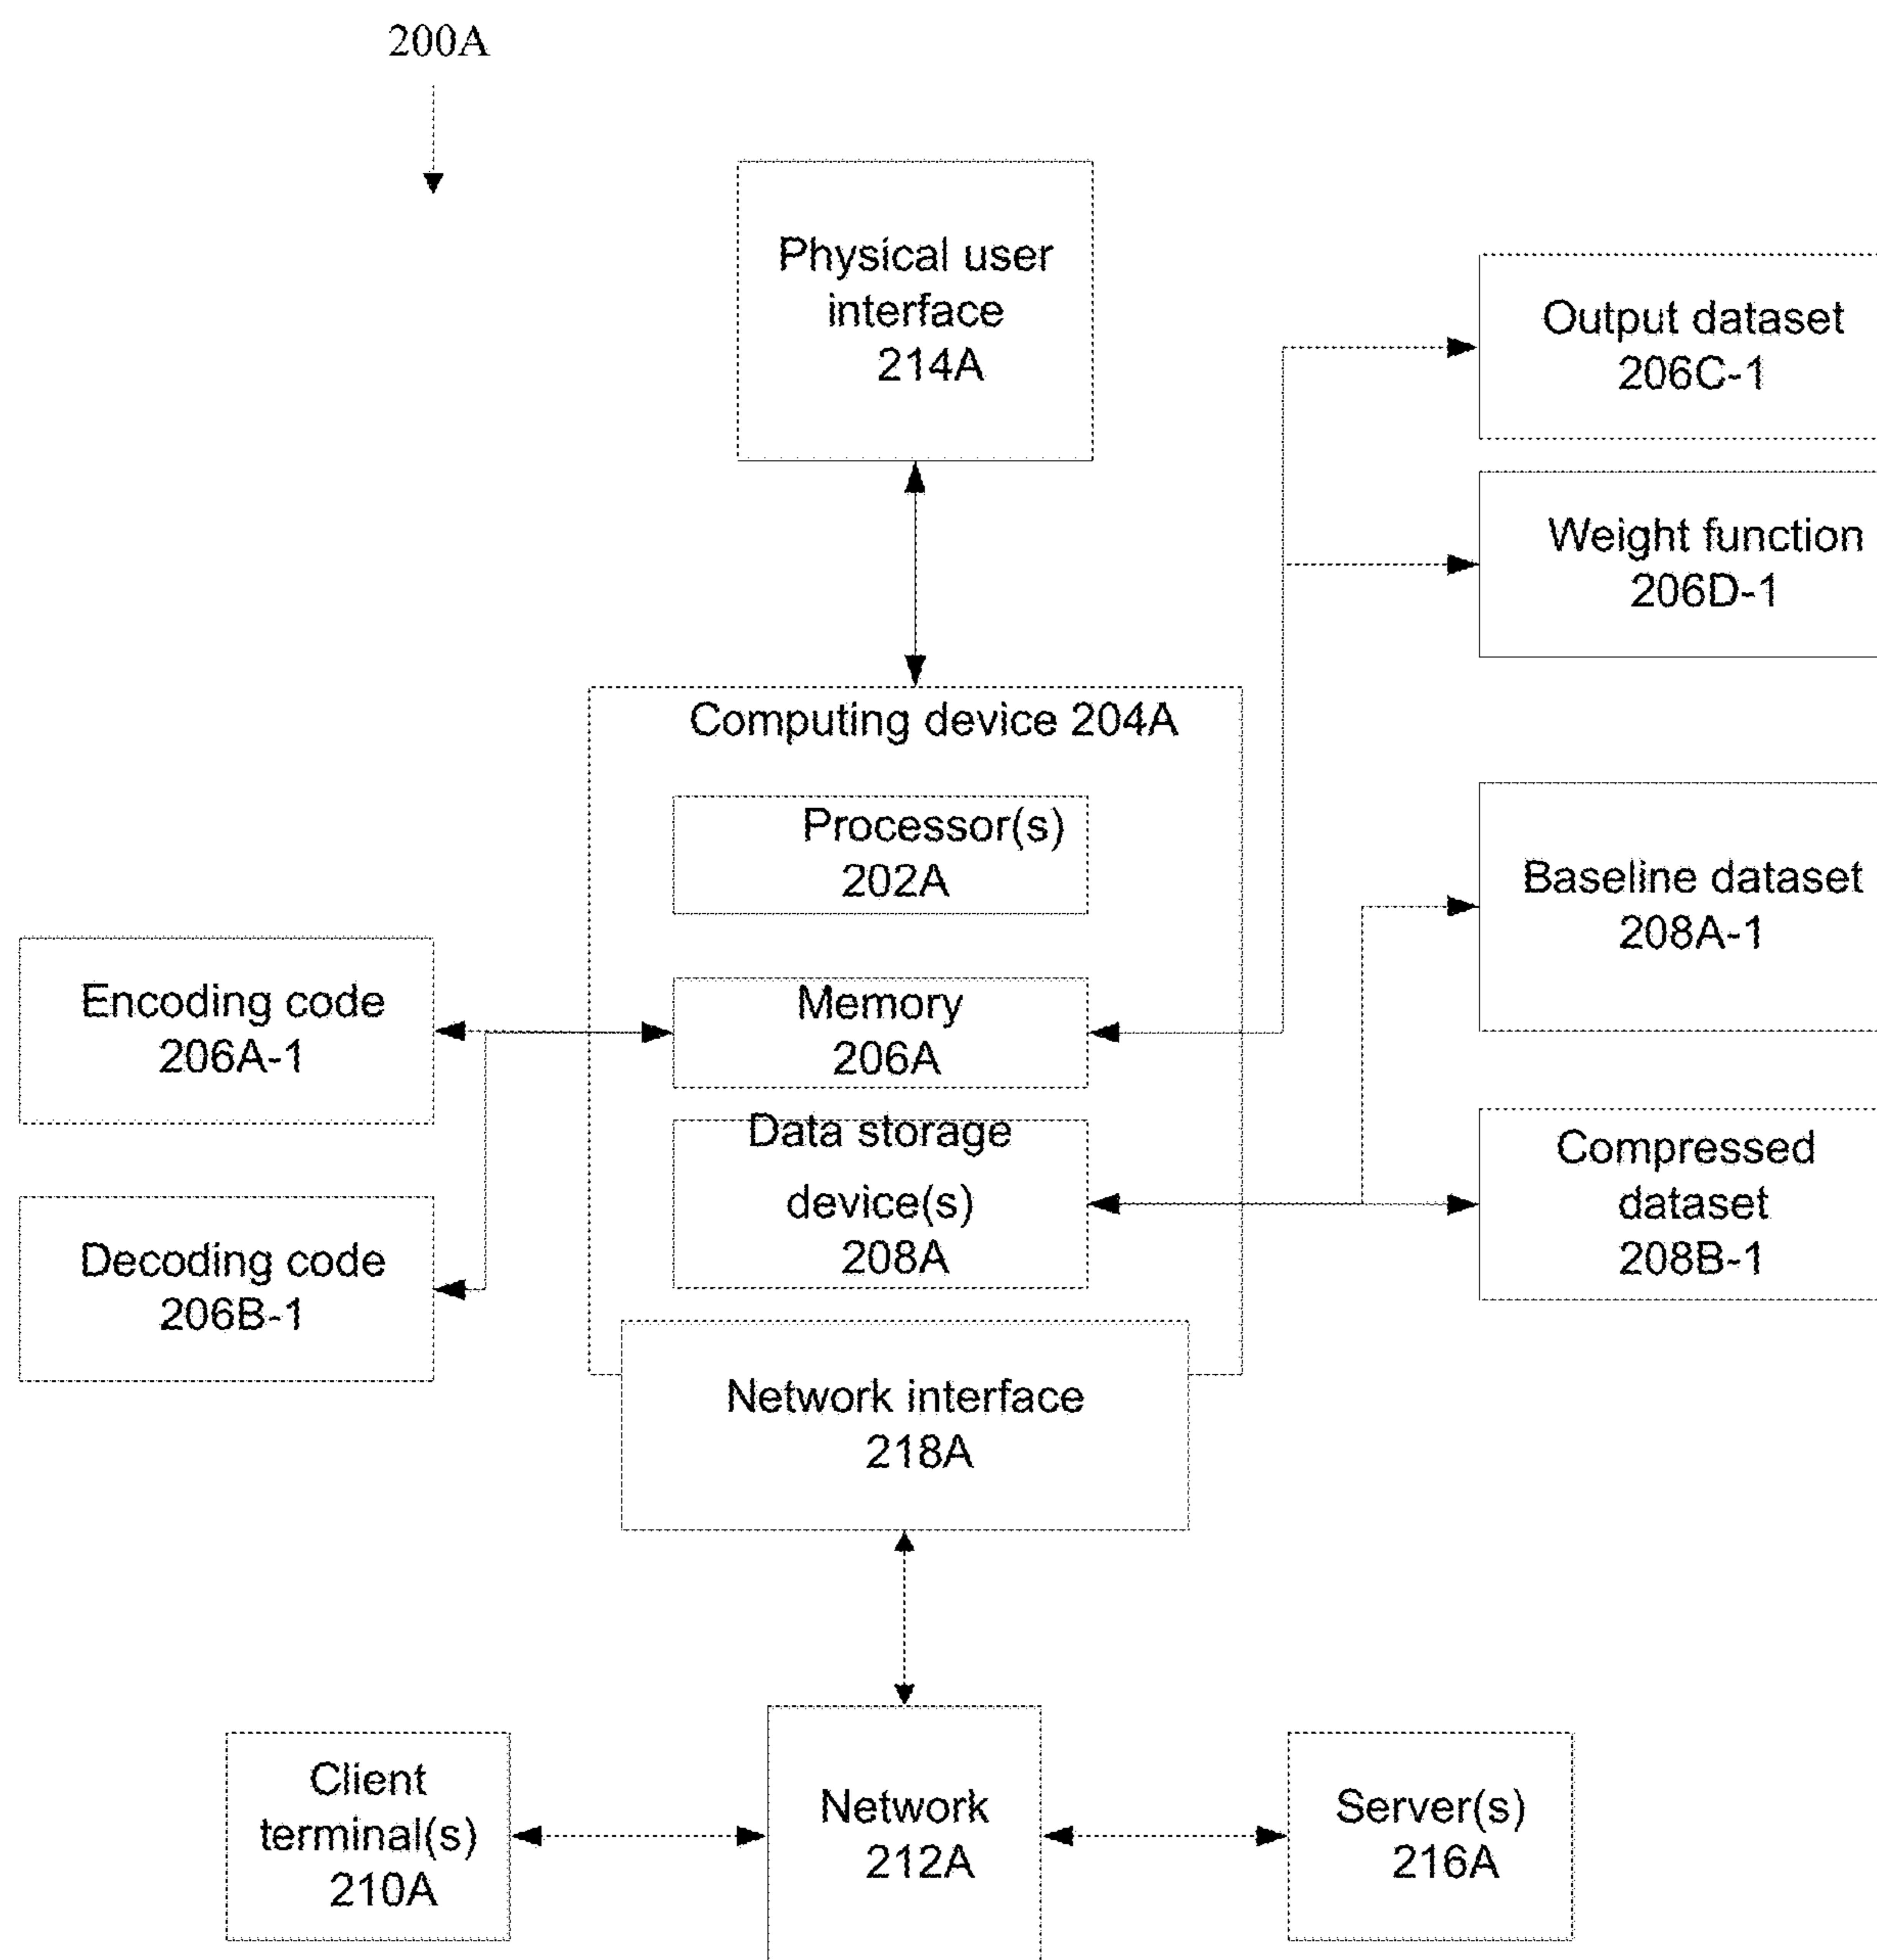 200A
Physical user
interface
214A
Output dataset
206C-1
Weight function
206D-1
Computing device 204A
Processor(s)
202A
Baseline dataset
208A-1
Encoding code
206A-1
Memory
206A
Data storage
device(s)
208A
Compressed
dataset
208B-1
Decoding code
206B-1
Network interface
218A
Client
terminal(s)
210A
Network
212A
Server(s)
216A